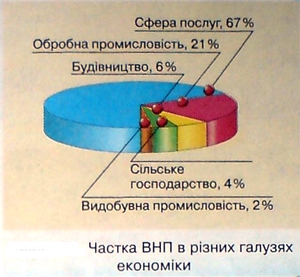 Сфера послуг, 67%
Обробна промисловість, 21%
Будівництво, 6%
Сільське
господарство, 4%
Видобувна промисловість, 2%
Частка ВНП в різних галузях
економіки